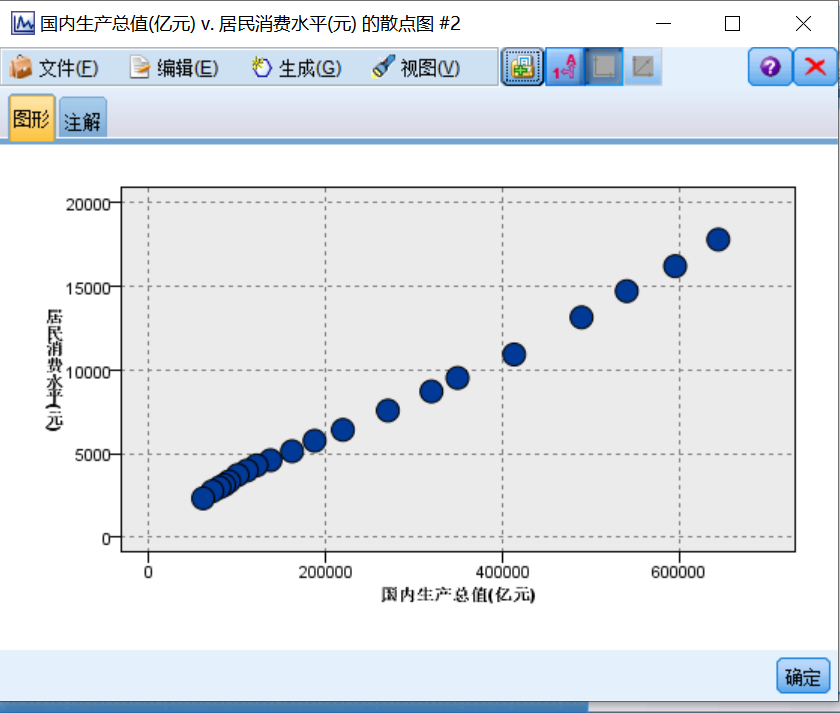 国内生产总值(亿元) v. 居民消费水平(元) 的散点图 #2
文件(F) 编辑(E) 生成(G) 视图(V)
图形 注解
20000
15000
10000
5000
0
居民消费水平(元)
0 200000 400000 600000
国内生产总值(亿元)
确定